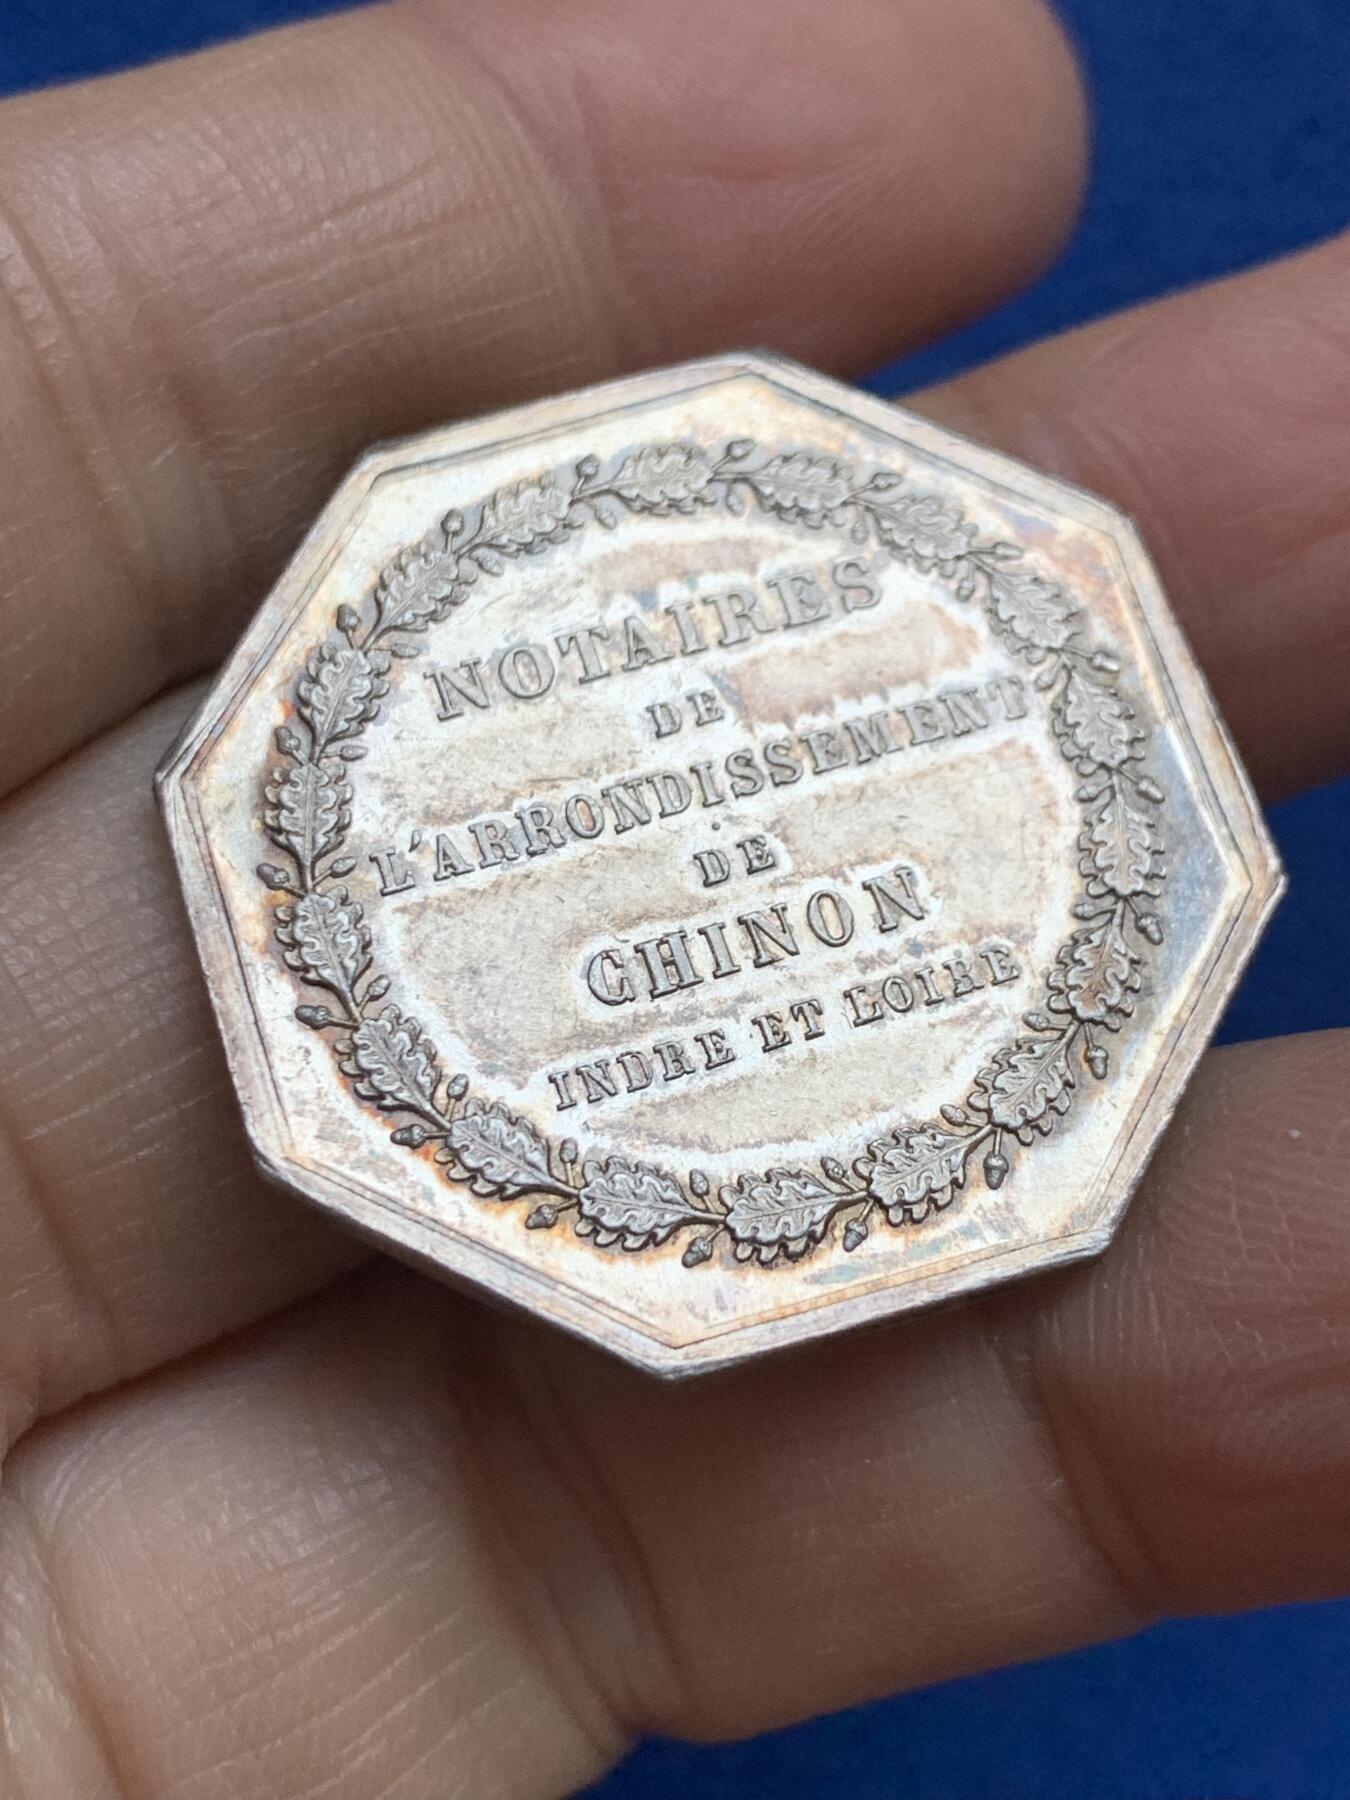 NOTAIRES
DE
L'ARRONDISSEMENT
DE
CHINON
INDRE ET LOIRE